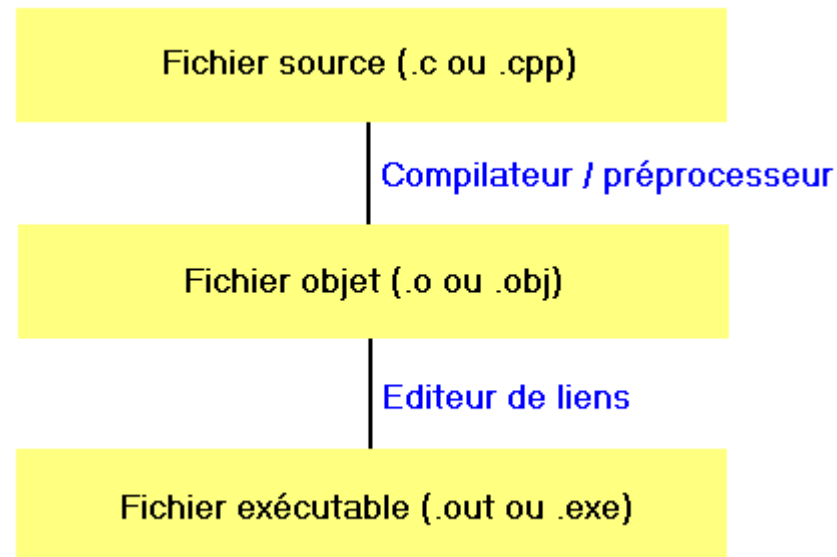 Fichier source (.c ou .cpp)
Compilateur / préprocesseur
Fichier objet (.o ou .obj)
Editeur de liens
Fichier exécutable (.out ou .exe)